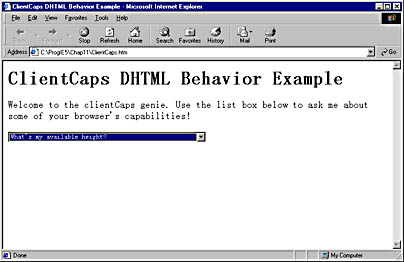 ClientCaps DHTML Behavior Example - Microsoft Internet Explorer
File Edit View Favorites Tools Help
Back Forward Stop Refresh Home Search Favorites History Mail Print
Address C:\ProgIE5\Chap11\ClientCaps.htm Go
ClientCaps DHTML Behavior Example
Welcome to the clientCaps genie. Use the list box below to ask me about
some of your browser's capabilities!
What's my available height?
Done My Computer